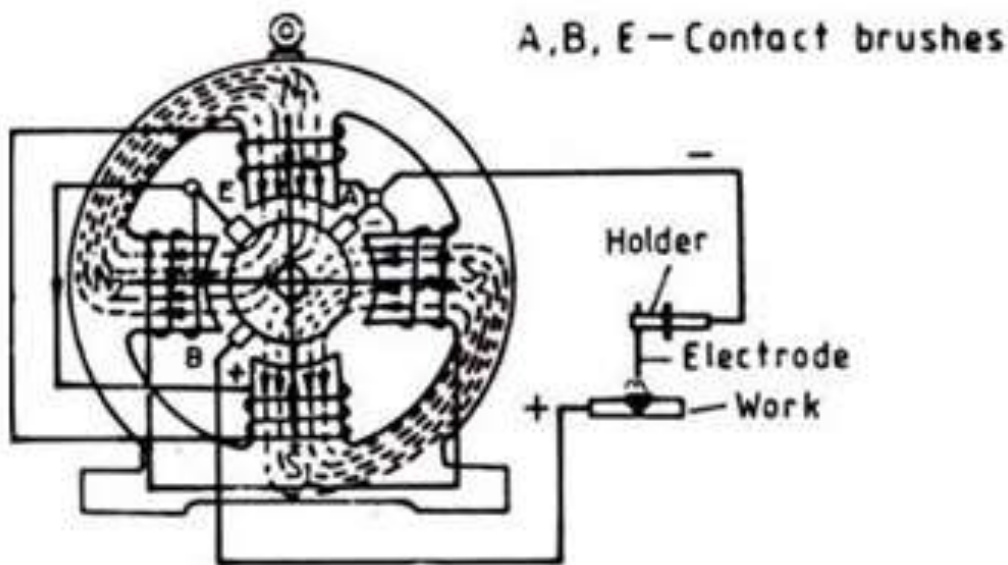 A, B, E – Contact brushes
N
E
A
–
–
N
S
Holder
B
+
Electrode
+
Work
S